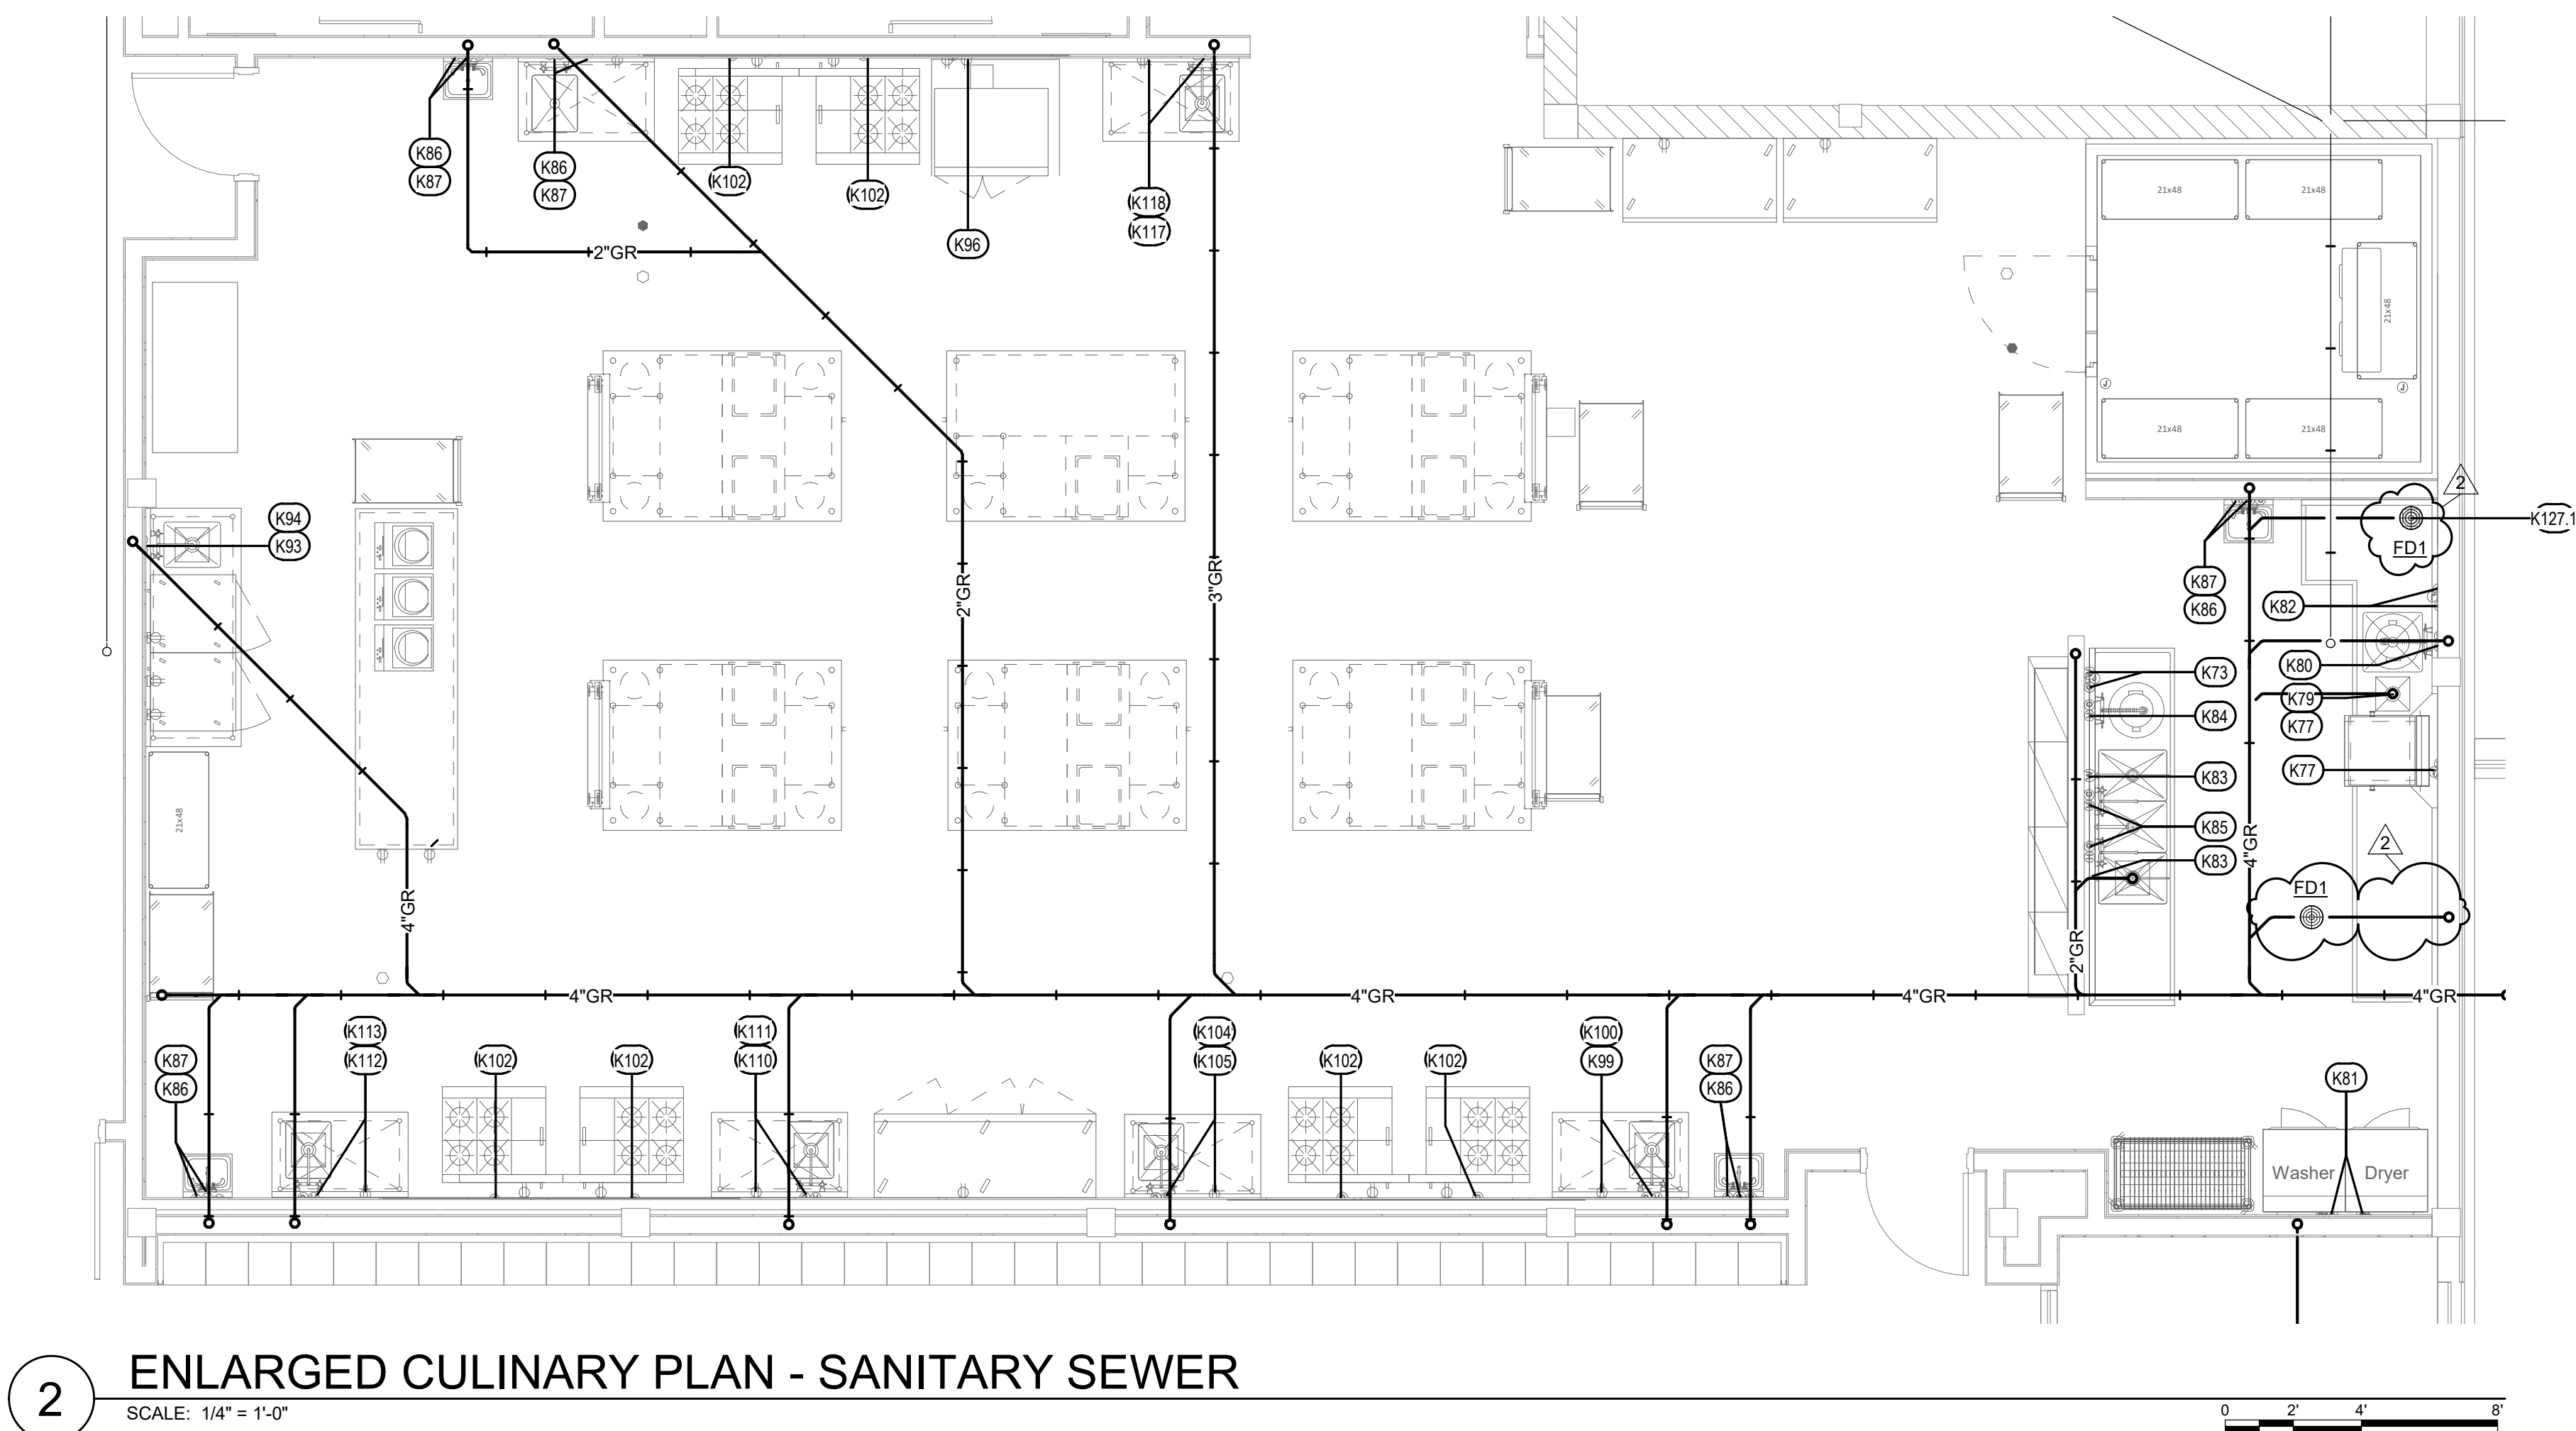 K86
K87
K86
K87
K102
K102
K96
K118
K117
2"GR
21x48
21x48
21x48
J
J
21x48
21x48
2
K127.1
FD1
K94
K93
K87
K86
K82
2"GR
3"GR
K80
K73
K79
K77
K84
K77
K83
21x48
K85
4"GR
K83
2
FD1
4"GR
2"GR
4"GR
4"GR
4"GR
4"GR
K87
K86
K113
K112
K102
K102
K111
K110
K104
K105
K102
K102
K100
K99
K87
K86
K81
Washer
Dryer
2
ENLARGED CULINARY PLAN - SANITARY SEWER
SCALE: 1/4" = 1'-0"
0 2' 4' 8'